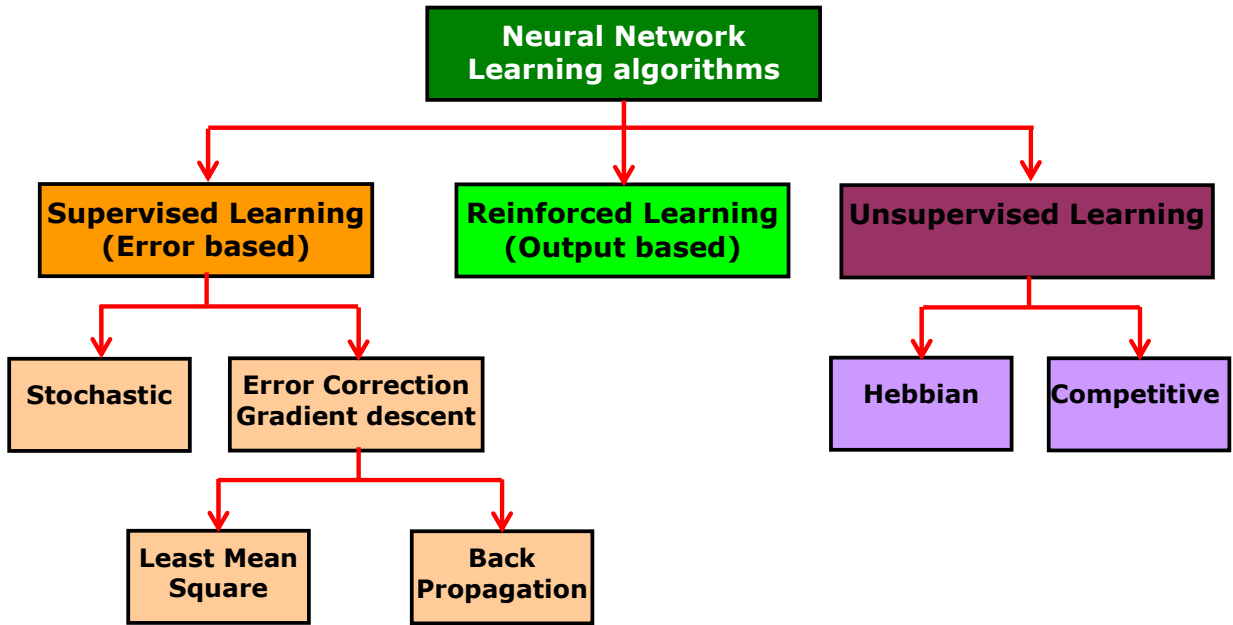 Neural Network
Learning algorithms
Supervised Learning
(Error based)
Reinforced Learning
(Output based)
Unsupervised Learning
Stochastic
Error Correction
Gradient descent
Hebbian
Competitive
Least Mean
Square
Back
Propagation